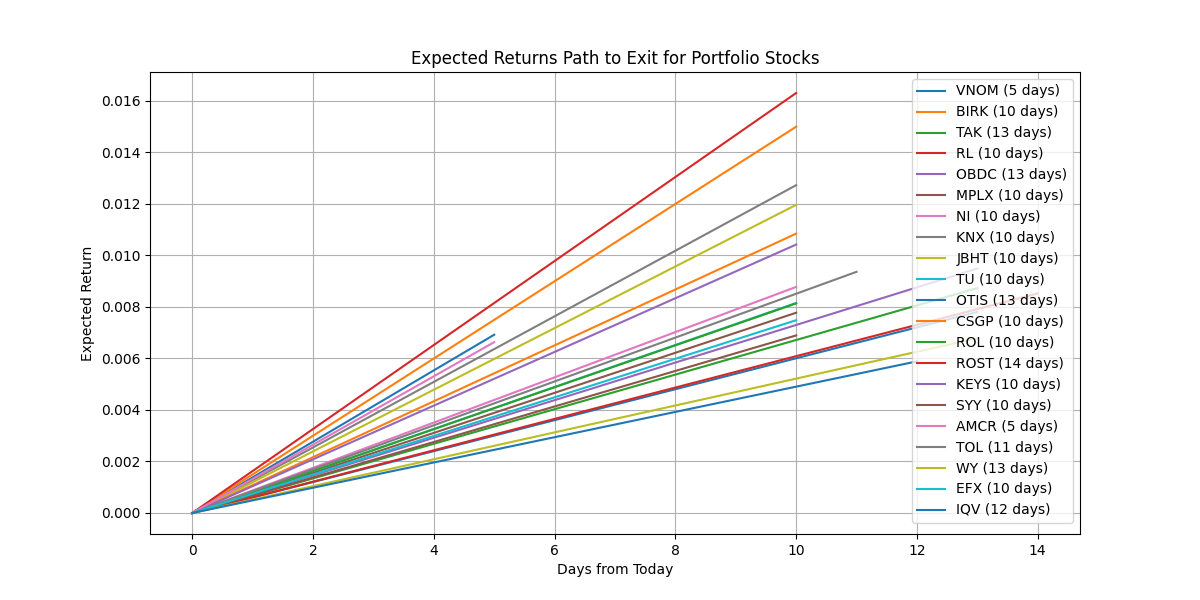 Expected Returns Path to Exit for Portfolio Stocks
0.016
0.014
0.012
0.010
0.008
0.006
0.004
0.002
0.000
Expected Return
0
2
4
6
8
10
12
14
Days from Today
VNOM (5 days)
BIRK (10 days)
TAK (13 days)
RL (10 days)
OBDC (13 days)
MPLX (10 days)
NI (10 days)
KNX (10 days)
JBHT (10 days)
TU (10 days)
OTIS (13 days)
CSGP (10 days)
ROL (10 days)
ROST (14 days)
KEYS (10 days)
SYY (10 days)
AMCR (5 days)
TOL (11 days)
WY (13 days)
EFX (10 days)
IQV (12 days)